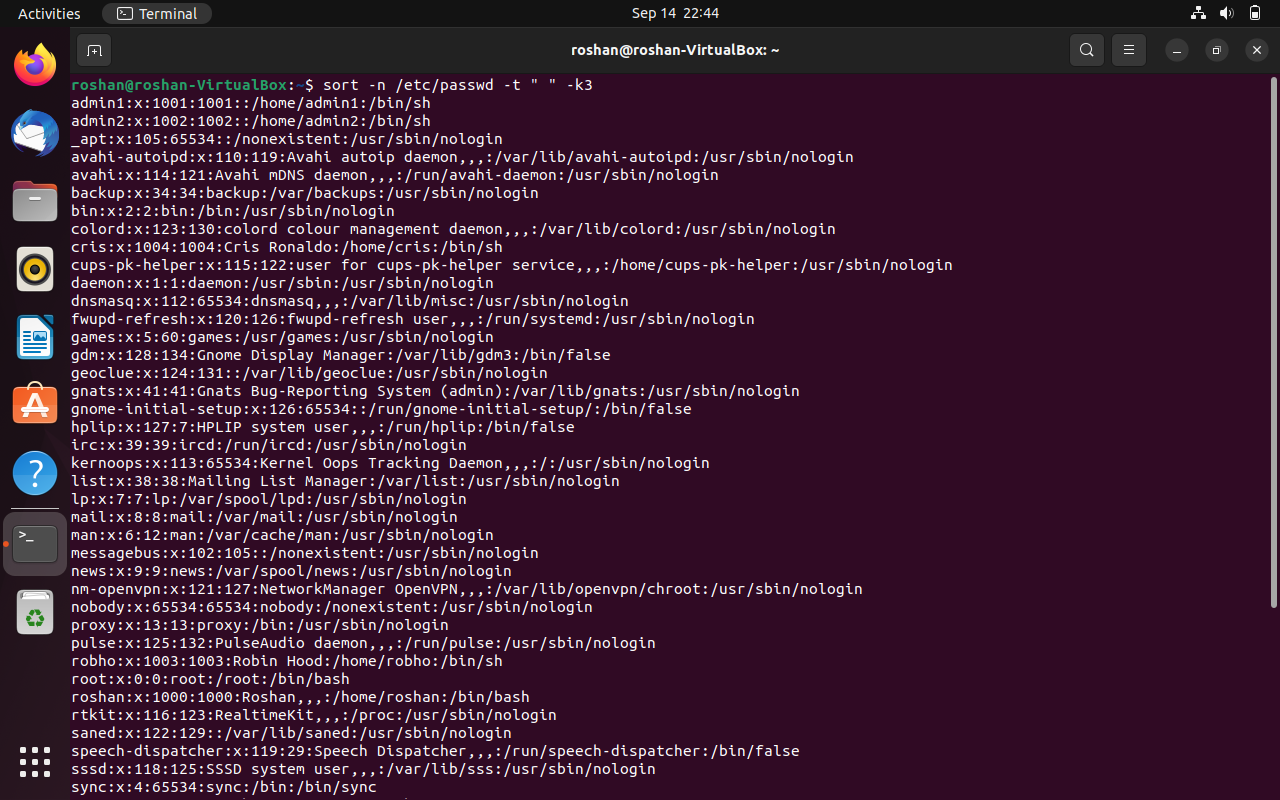 Activities
Terminal
Sep 14 22:44
roshan@roshan-VirtualBox: ~
roshan@roshan-VirtualBox:~$ sort -n /etc/passwd -t " " -k3
admin1:x:1001:1001::/home/admin1:/bin/sh
admin2:x:1002:1002::/home/admin2:/bin/sh
_apt:x:105:65534::/nonexistent:/usr/sbin/nologin
avahi-autoipd:x:110:119:Avahi autoip daemon,,,:/var/lib/avahi-autoipd:/usr/sbin/nologin
avahi:x:114:121:Avahi mDNS daemon,,,:/run/avahi-daemon:/usr/sbin/nologin
backup:x:34:34:backup:/var/backups:/usr/sbin/nologin
bin:x:2:2:bin:/bin:/usr/sbin/nologin
colord:x:123:130:colord colour management daemon,,,:/var/lib/colord:/usr/sbin/nologin
cris:x:1004:1004:Cris Ronaldo:/home/cris:/bin/sh
cups-pk-helper:x:115:122:user for cups-pk-helper service,,,:/home/cups-pk-helper:/usr/sbin/nologin
daemon:x:1:1:daemon:/usr/sbin:/usr/sbin/nologin
dnsmasq:x:112:65534:dnsmasq,,,:/var/lib/misc:/usr/sbin/nologin
fwupd-refresh:x:120:126:fwupd-refresh user,,,:/run/systemd:/usr/sbin/nologin
games:x:5:60:games:/usr/games:/usr/sbin/nologin
gdm:x:128:134:Gnome Display Manager:/var/lib/gdm3:/bin/false
geoclue:x:124:131::/var/lib/geoclue:/usr/sbin/nologin
gnats:x:41:41:Gnats Bug-Reporting System (admin):/var/lib/gnats:/usr/sbin/nologin
gnome-initial-setup:x:126:65534::/run/gnome-initial-setup/:/bin/false
hplip:x:127:7:HPLIP system user,,,:/run/hplip:/bin/false
irc:x:39:39:ircd:/run/ircd:/usr/sbin/nologin
kernoops:x:113:65534:Kernel Oops Tracking Daemon,,,:/:/usr/sbin/nologin
list:x:38:38:Mailing List Manager:/var/list:/usr/sbin/nologin
lp:x:7:7:lp:/var/spool/lpd:/usr/sbin/nologin
mail:x:8:8:mail:/var/mail:/usr/sbin/nologin
man:x:6:12:man:/var/cache/man:/usr/sbin/nologin
messagebus:x:102:105::/nonexistent:/usr/sbin/nologin
news:x:9:9:news:/var/spool/news:/usr/sbin/nologin
nm-openvpn:x:121:127:NetworkManager OpenVPN,,,:/var/lib/openvpn/chroot:/usr/sbin/nologin
nobody:x:65534:65534:nobody:/nonexistent:/usr/sbin/nologin
proxy:x:13:13:proxy:/bin:/usr/sbin/nologin
pulse:x:125:132:PulseAudio daemon,,,:/run/pulse:/usr/sbin/nologin
robho:x:1003:1003:Robin Hood:/home/robho:/bin/sh
root:x:0:0:root:/root:/bin/bash
roshan:x:1000:1000:Roshan,,,:/home/roshan:/bin/bash
rtkit:x:116:123:RealtimeKit,,,:/proc:/usr/sbin/nologin
saned:x:122:129::/var/lib/saned:/usr/sbin/nologin
speech-dispatcher:x:119:29:Speech Dispatcher,,,:/run/speech-dispatcher:/bin/false
sssd:x:118:125:SSSD system user,,,:/var/lib/sss:/usr/sbin/nologin
sync:x:4:65534:sync:/bin:/bin/sync